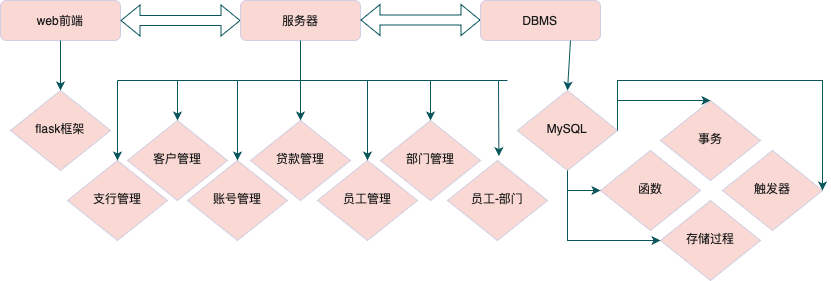 web前端
服务器
DBMS
flask框架
客户管理
贷款管理
部门管理
MySQL
事务
支行管理
账号管理
员工管理
员工-部门
函数
触发器
存储过程